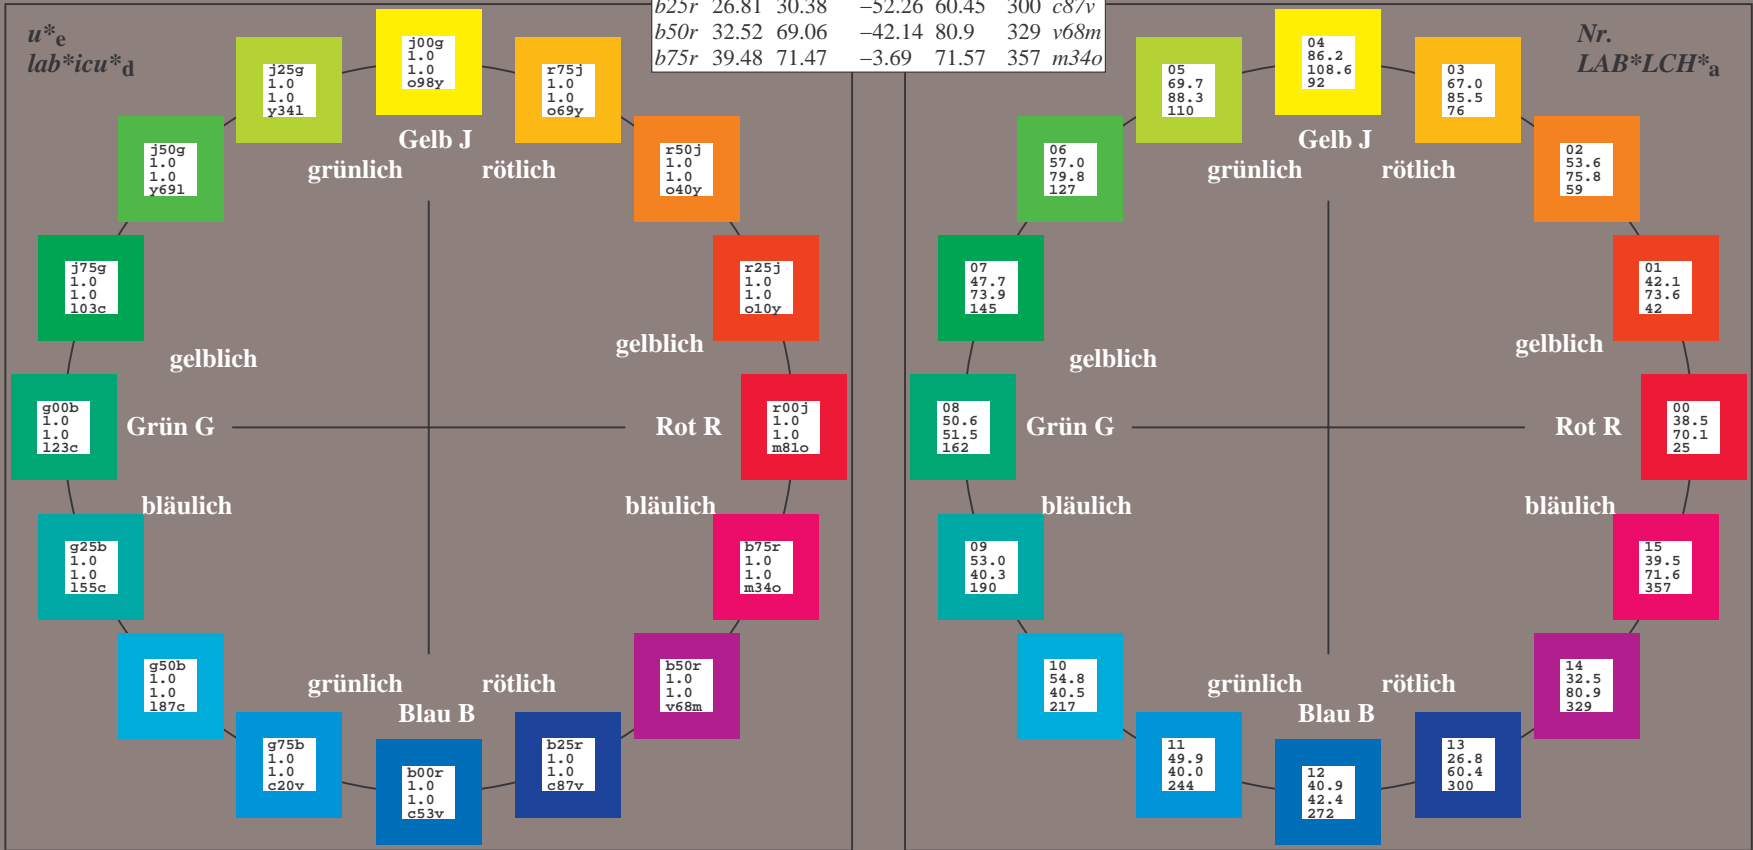 b25r 26.81 30.38 −52.26 60.45 300 c87v
b50r 32.52 69.06 −42.14 80.9 329 v68m
b75r 39.48 71.47 −3.69 71.57 357 m34o
u*e
lab*icu*d
j00g
1.0
1.0
o98y
j25g
1.0
1.0
y34l
r75j
1.0
1.0
o69y
Gelb J
grünlich rötlich
j50g
1.0
1.0
y69l
r50j
1.0
1.0
o40y
j75g
1.0
1.0
l03c
r25j
1.0
1.0
o10y
gelblich
gelblich
g00b
1.0
1.0
l23c
Grün G
Rot R
r00j
1.0
1.0
m81o
bläulich
bläulich
g25b
1.0
1.0
l55c
b75r
1.0
1.0
m34o
g50b
1.0
1.0
l87c
b50r
1.0
1.0
v68m
grünlich rötlich
Blau B
g75b
1.0
1.0
c20v
b00r
1.0
1.0
c53v
b25r
1.0
1.0
c87v
Nr.
LAB*LCH*a
04
86.2
108.6
92
05
69.7
88.3
110
03
67.0
85.5
76
Gelb J
grünlich rötlich
06
57.0
79.8
127
02
53.6
75.8
59
07
47.7
73.9
145
01
42.1
73.6
42
gelblich
gelblich
08
50.6
51.5
162
Grün G
Rot R
00
38.5
70.1
25
bläulich
bläulich
09
53.0
40.3
190
15
39.5
71.6
357
10
54.8
40.5
217
14
32.5
80.9
329
grünlich rötlich
Blau B
11
49.9
40.0
244
12
40.9
42.4
272
13
26.8
60.4
300